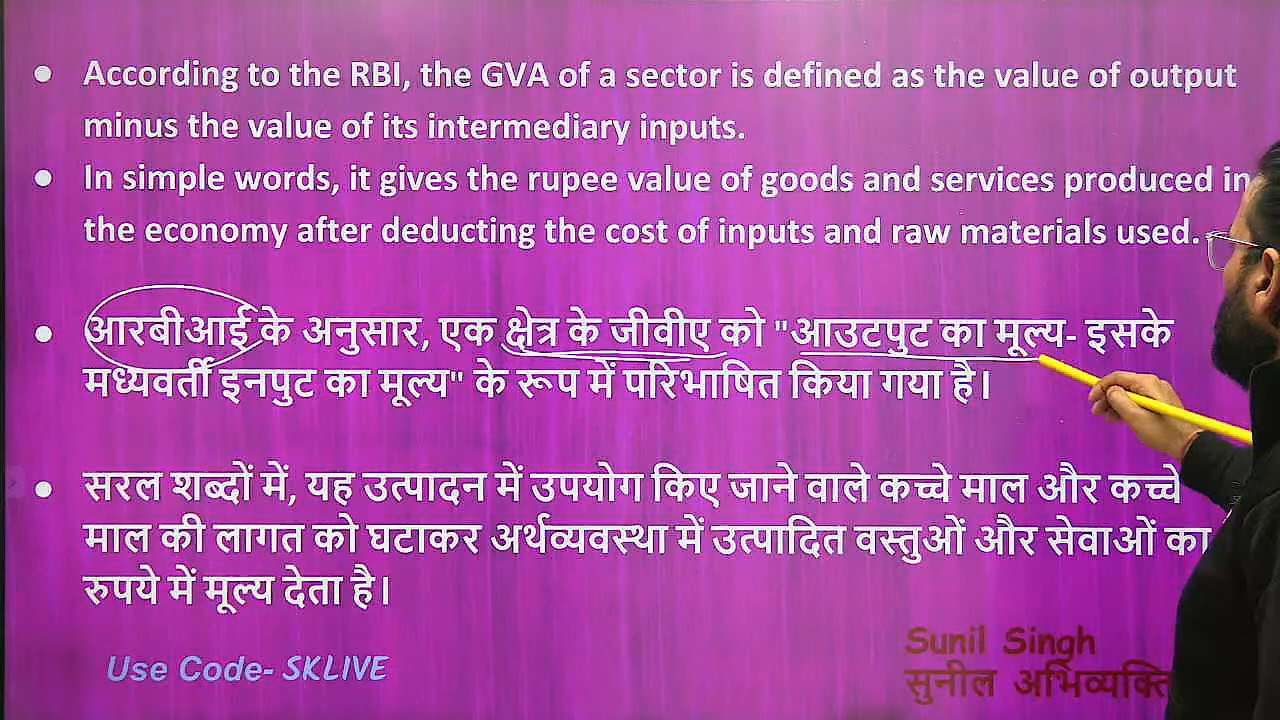 According to the RBI, the GVA of a sector is defined as the value of output
minus the value of its intermediary inputs.
In simple words, it gives the rupee value of goods and services produced in
the economy after deducting the cost of inputs and raw materials used.
आरबीआई के अनुसार, एक क्षेत्र के जीवीए को "आउटपुट का मूल्य- इसके
मध्यवर्ती इनपुट का मूल्य" के रूप में परिभाषित किया गया है।
सरल शब्दों में, यह उत्पादन में उपयोग किए जाने वाले कच्चे माल और कच्चे
माल की लागत को घटाकर अर्थव्यवस्था में उत्पादित वस्तुओं और सेवाओं का
रुपये में मूल्य देता है।
Use Code- SKLIVE
Sunil Singh
सुनील अभिव्यक्ति